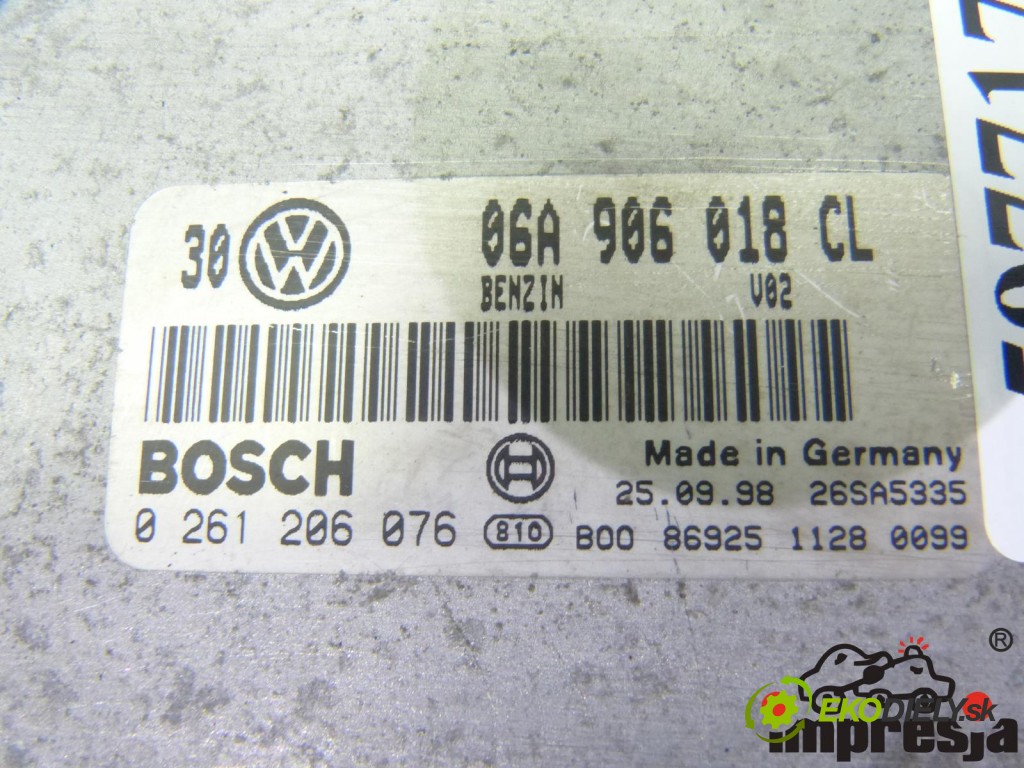 30 VW 06A 906 018 CL
BENZIN V02
BOSCH Made in Germany
25.09.98 26SA5335
0 261 206 076 810 B00 86925 1128 0099
®
EKODIELY.sk
impresja